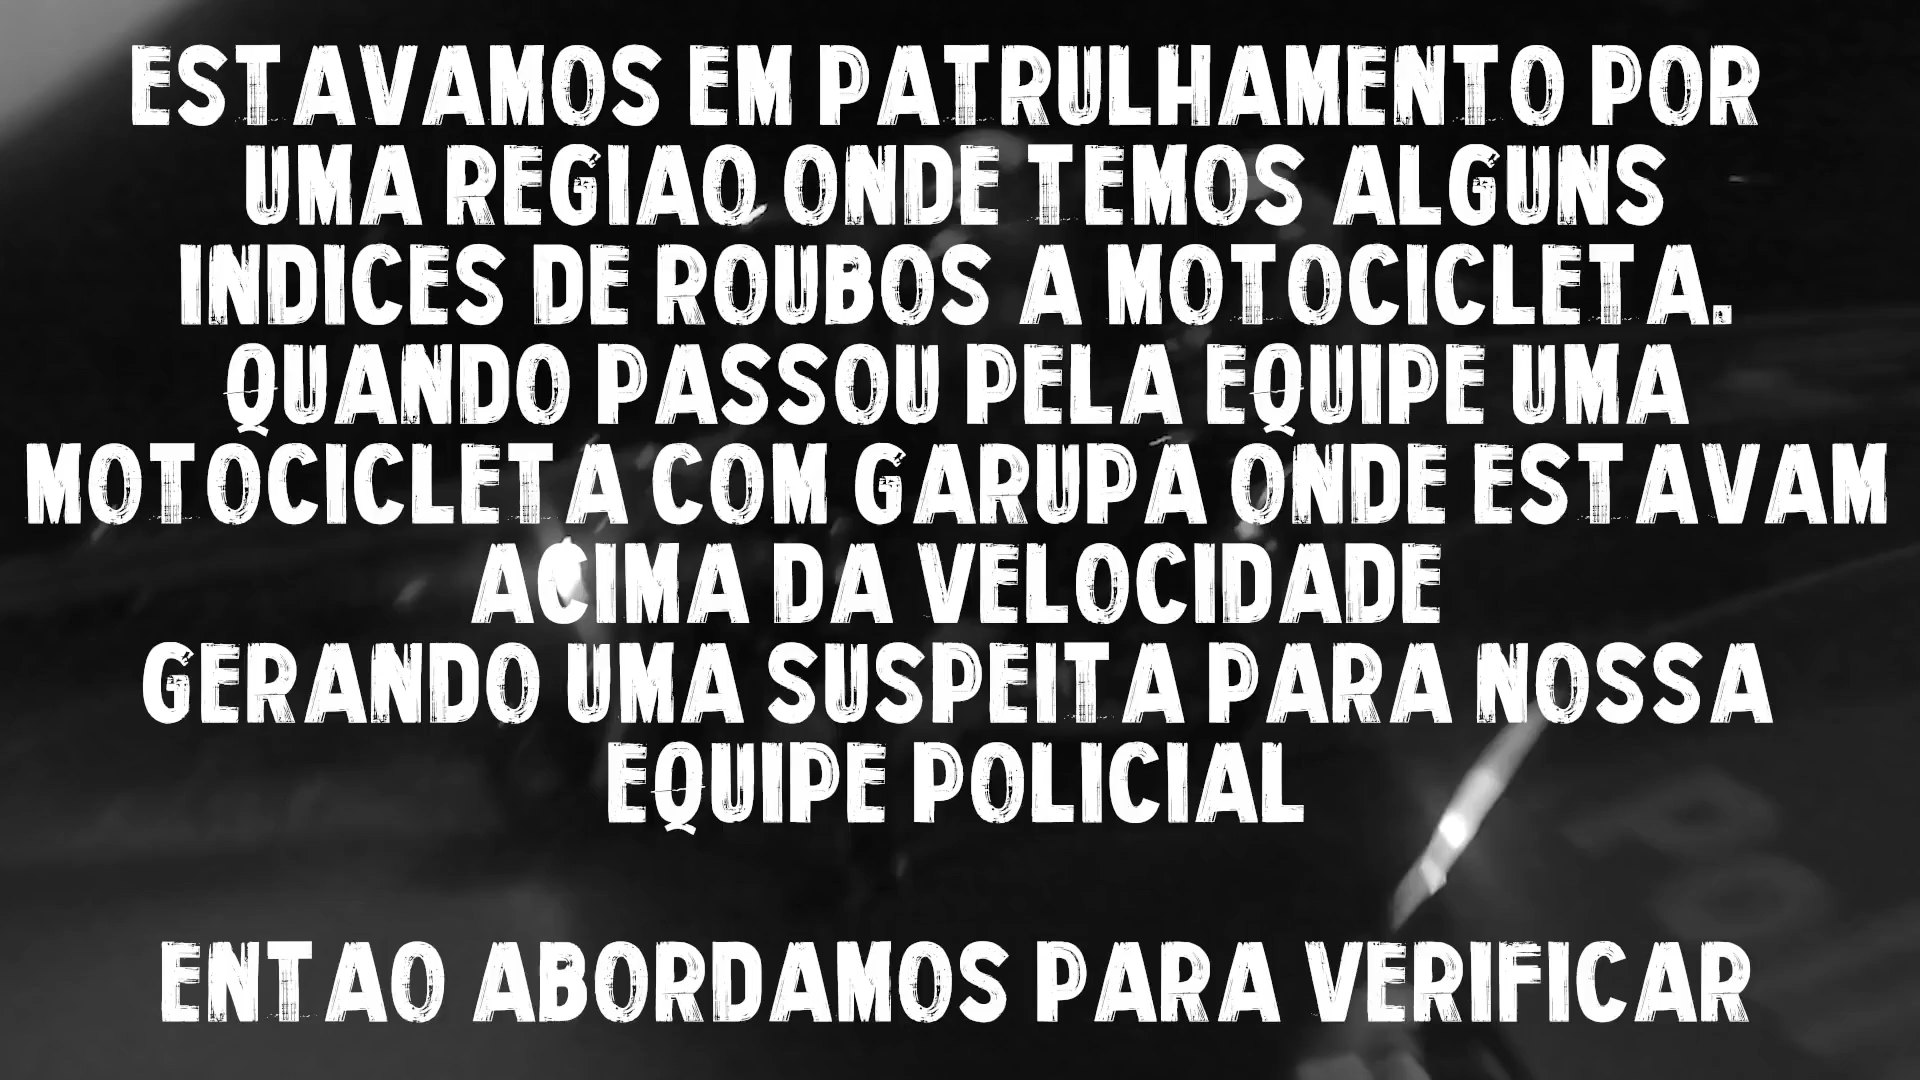 ESTAVAMOS EM PATRULHAMENTO POR
UMA REGIAO ONDE TEMOS ALGUNS
INDICES DE ROUBOS A MOTOCICLETA.
QUANDO PASSOU PELA EQUIPE UMA
MOTOCICLETA COM GARUPA ONDE ESTAVAM
ACIMA DA VELOCIDADE
GERANDO UMA SUSPEITA PARA NOSSA
EQUIPE POLICIAL
ENTAO ABORDAMOS PARA VERIFICAR